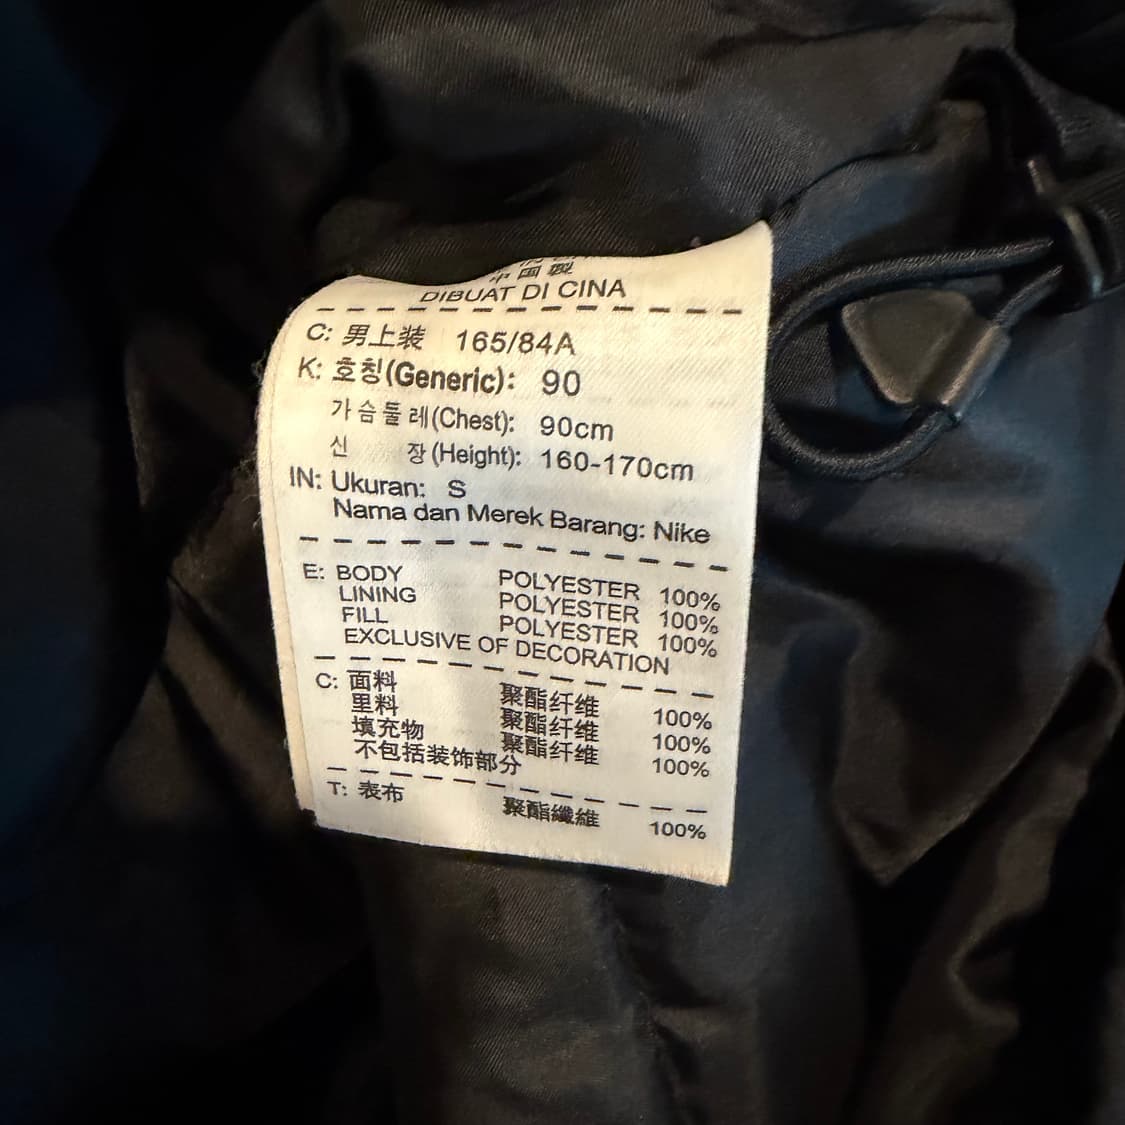 中国製
DIBUAT DI CINA
C: 男上装 165/84A
K: 호칭(Generic): 90
가슴둘레(Chest): 90cm
신 장(Height): 160-170cm
IN: Ukuran: S
Nama dan Merek Barang: Nike
E: BODY POLYESTER 100%
LINING POLYESTER 100%
FILL POLYESTER 100%
EXCLUSIVE OF DECORATION
C: 面料 聚酯纤维 100%
里料 聚酯纤维 100%
填充物 聚酯纤维 100%
不包括装饰部分
T: 表布 聚酯纖維 100%